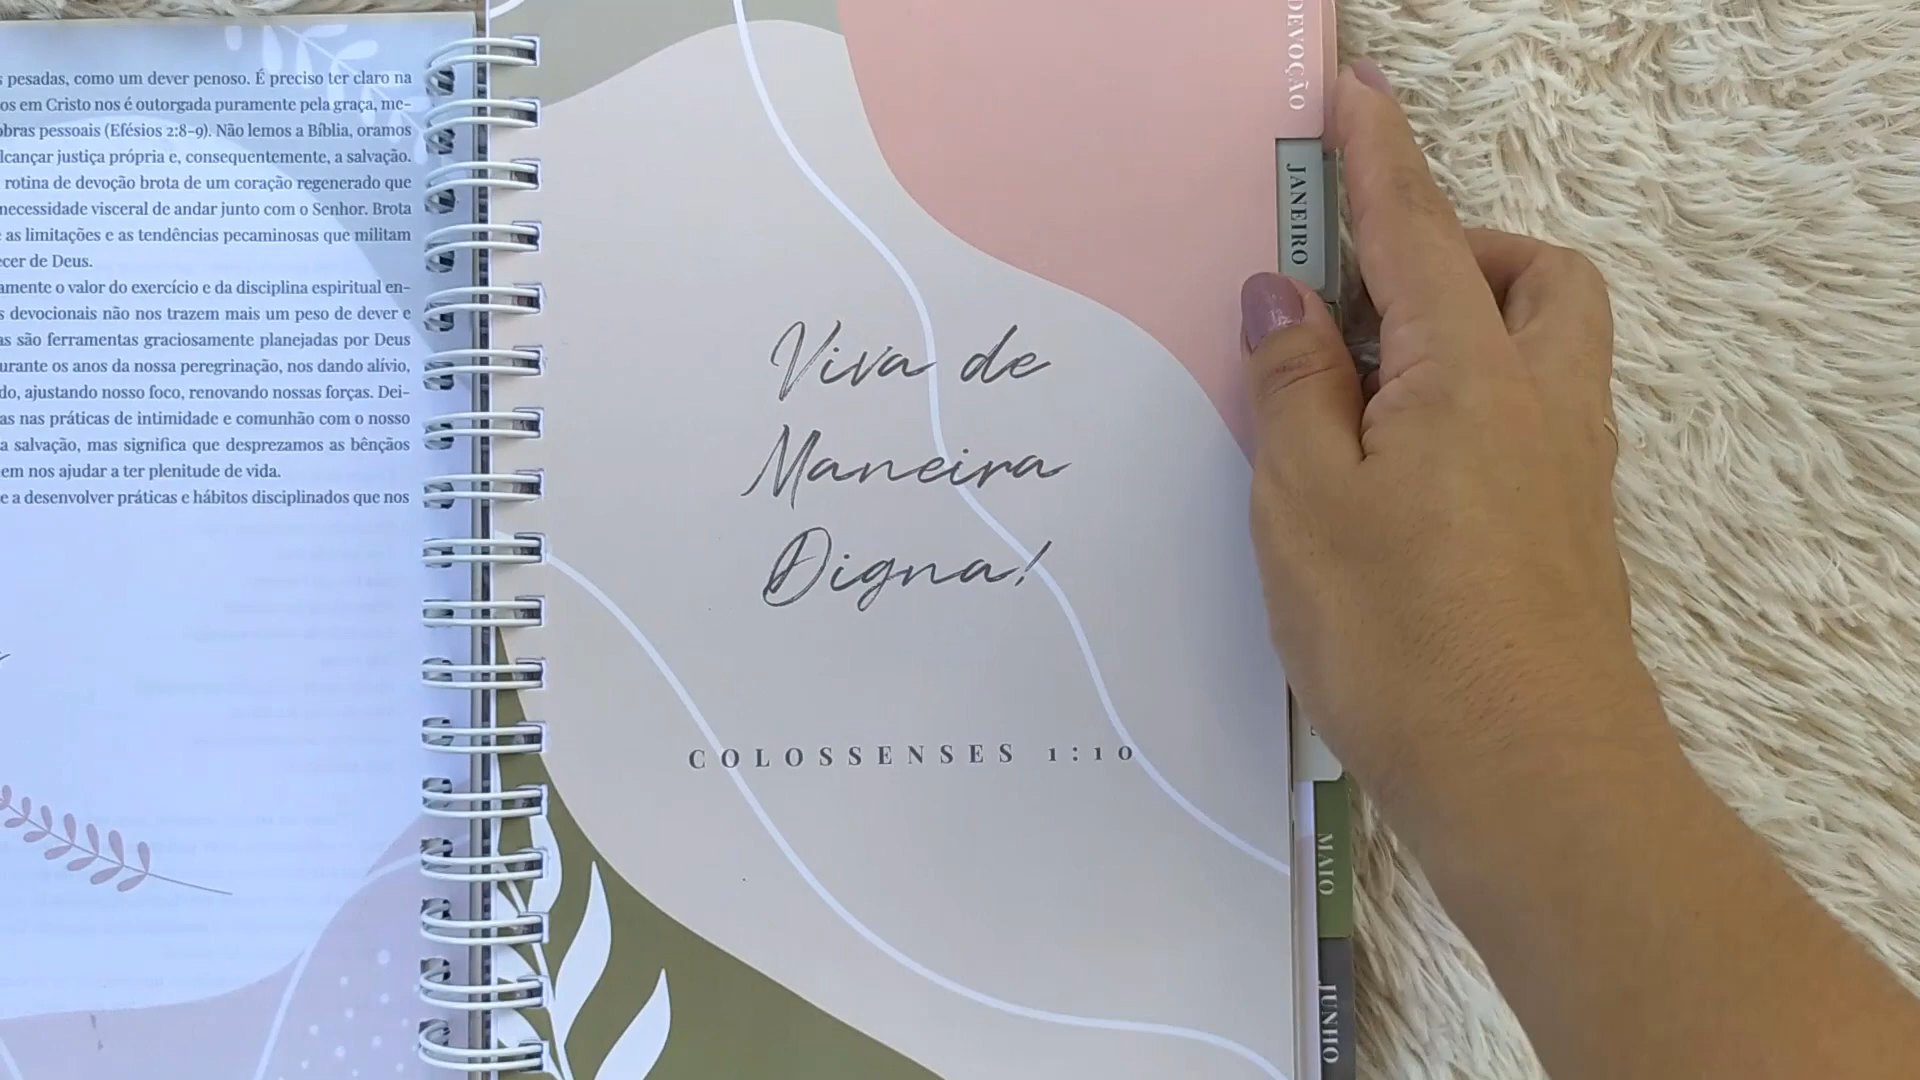 pesadas, como um dever penoso. É preciso ter claro na
os em Cristo nos é outorgada puramente pela graça, me-
obras pessoais (Efésios 2:8-9). Não lemos a Bíblia, oramos
lcançar justiça própria e, consequentemente, a salvação.
rotina de devoção brota de um coração regenerado que
necessidade visceral de andar junto com o Senhor. Brota
as limitações e as tendências pecaminosas que militam
ecer de Deus.
amente o valor do exercício e da disciplina espiritual en-
s devocionais não nos trazem mais um peso de dever e
as são ferramentas graciosamente planejadas por Deus
urante os anos da nossa peregrinação, nos dando alívio,
do, ajustando nosso foco, renovando nossas forças. Dei-
as nas práticas de intimidade e comunhão com o nosso
a salvação, mas significa que desprezamos as bênçãos
em nos ajudar a ter plenitude de vida.
e a desenvolver práticas e hábitos disciplinados que nos
Viva de
Maneira
Digna!
COLOSSENSES 1:10
DEVOÇÃO
JANEIRO
MAIO
JUNHO